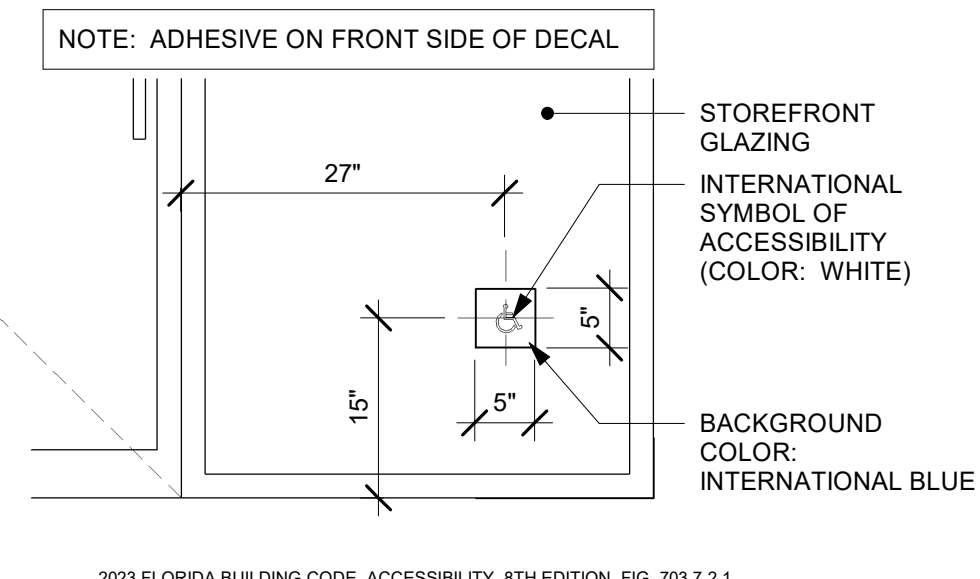 NOTE: ADHESIVE ON FRONT SIDE OF DECAL
STOREFRONT
GLAZING
27"
INTERNATIONAL
SYMBOL OF
ACCESSIBILITY
(COLOR: WHITE)
5"
15"
5"
BACKGROUND
COLOR:
INTERNATIONAL BLUE
2023 FLORIDA BUILDING CODE, ACCESSIBILITY, 8TH EDITION, FIG. 703.7.2.1